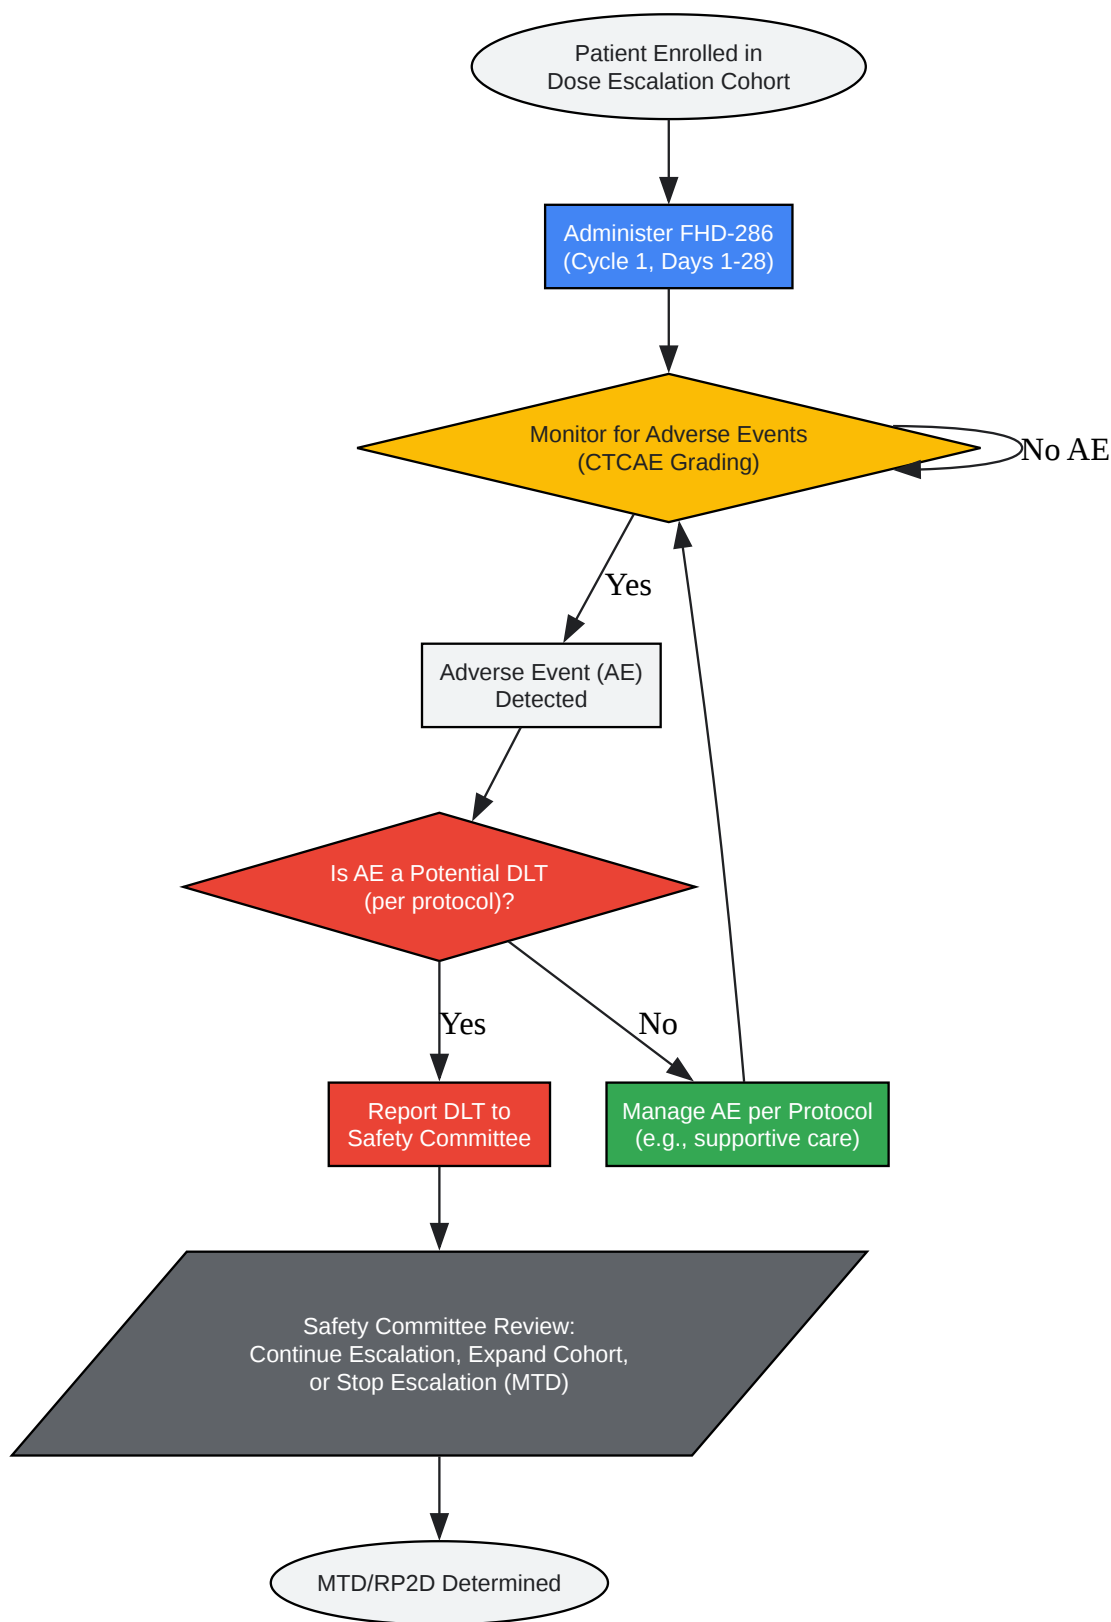 Patient Enrolled in
Dose Escalation Cohort
Administer FHD-286
(Cycle 1, Days 1-28)
Monitor for Adverse Events
(CTCAE Grading)
No AE
Yes
Adverse Event (AE)
Detected
Is AE a Potential DLT
(per protocol)?
Yes
No
Report DLT to
Safety Committee
Manage AE per Protocol
(e.g., supportive care)
Safety Committee Review:
Continue Escalation, Expand Cohort,
or Stop Escalation (MTD)
MTD/RP2D Determined